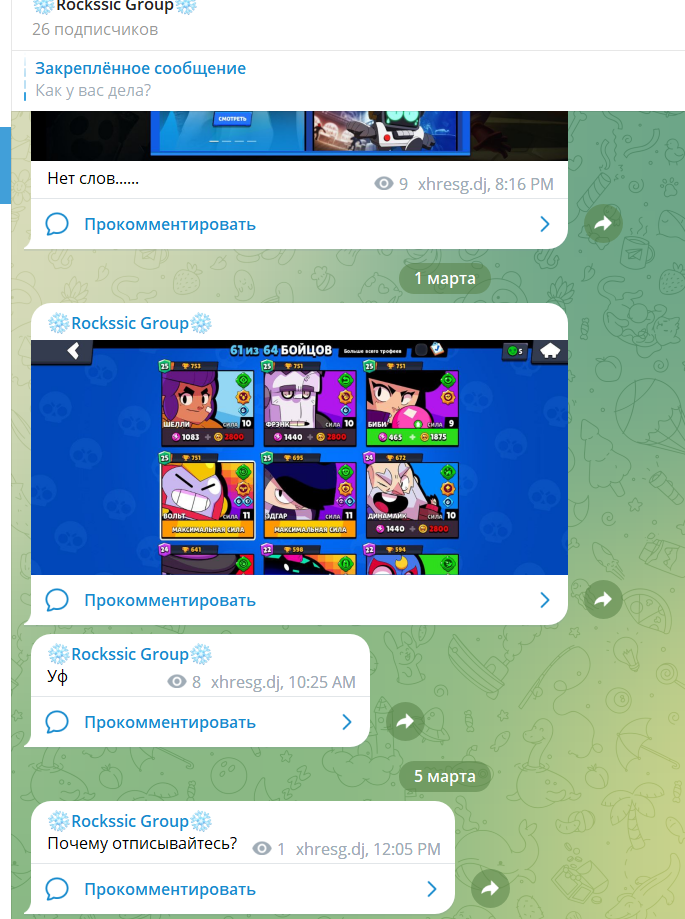 ❄️Rockssic Group❄️
26 подписчиков
Закреплённое сообщение
Как у вас дела?
СМОТРЕТЬ
Нет слов......
9 xhresg.dj, 8:16 PM
Прокомментировать
1 марта
❄️Rockssic Group❄️
61 из 64 БОЙЦОВ
Больше всего трофеев
5
25 753 25 751 25 751
ШЕЛЛИ СИЛА 10 ФРЭНК СИЛА 10 БИБИ СИЛА 9
1083 + 2800 1440 + 2800 465 + 1875
25 751 25 695 24 672
ВОЛЬТ СИЛА 11 ЭДГАР СИЛА 11 ДИНАМАЙК СИЛА 10
МАКСИМАЛЬНАЯ СИЛА МАКСИМАЛЬНАЯ СИЛА 1440 + 2800
24 641 22 598 22 594
Прокомментировать
❄️Rockssic Group❄️
Уф
8 xhresg.dj, 10:25 AM
Прокомментировать
5 марта
❄️Rockssic Group❄️
Почему отписывайтесь?
1 xhresg.dj, 12:05 PM
Прокомментировать